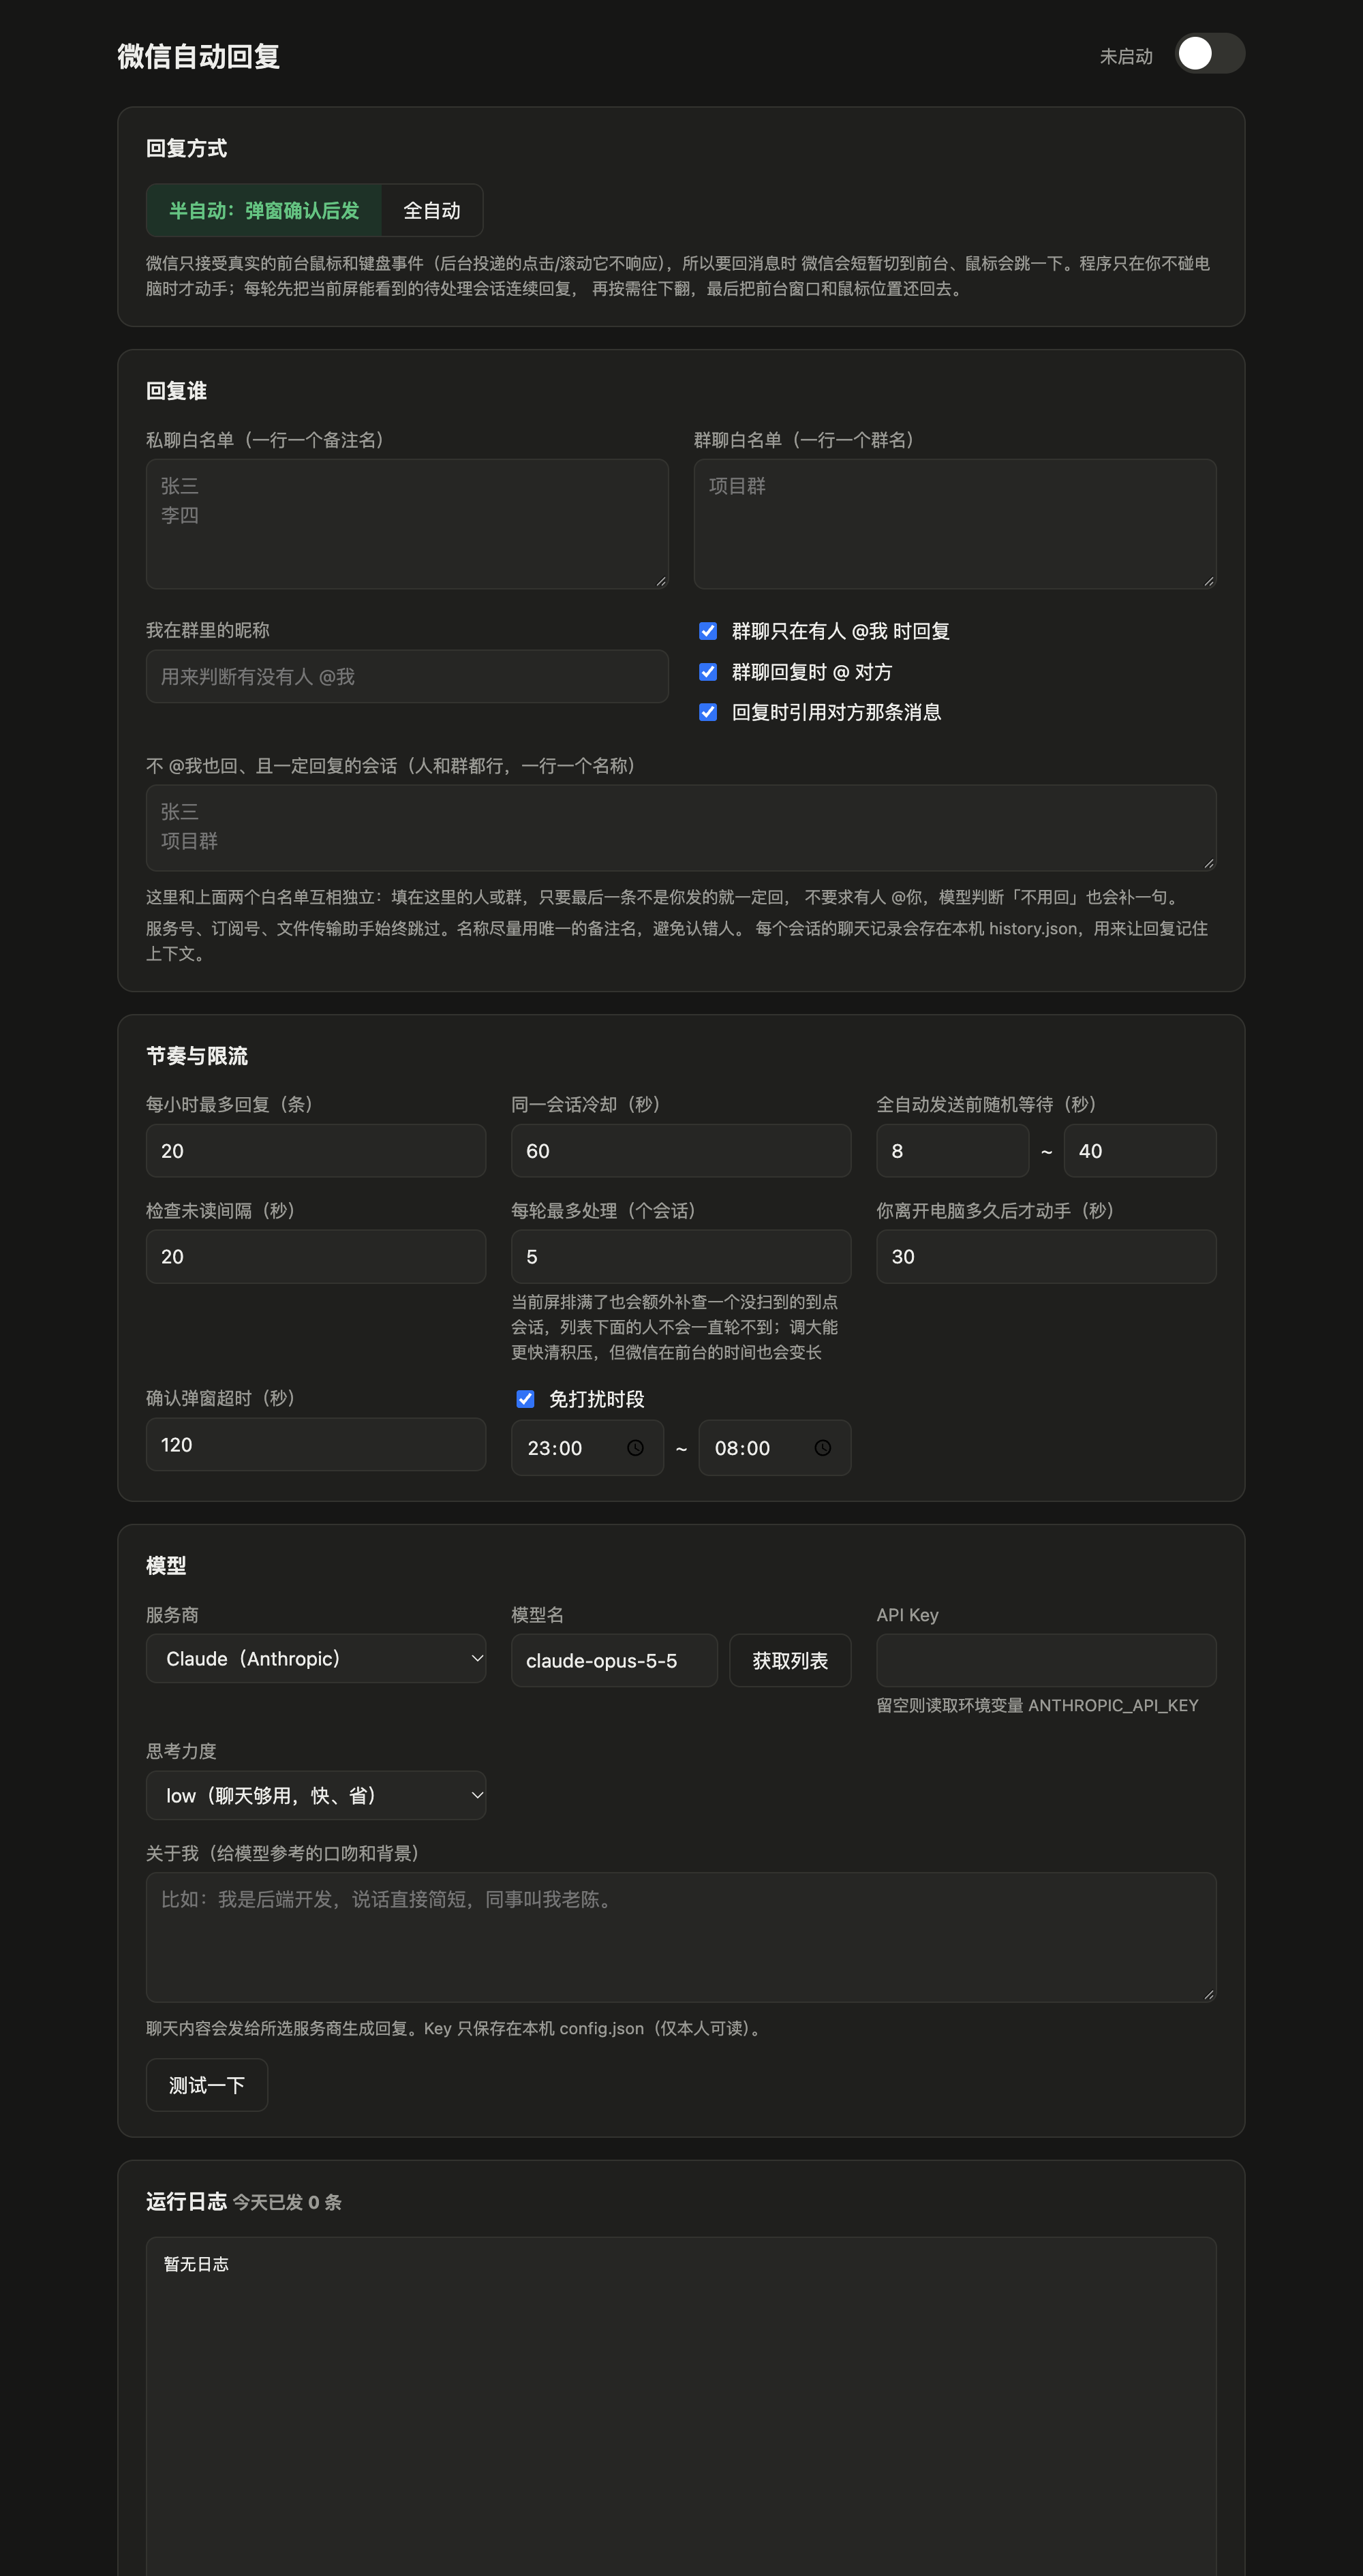 微信自动回复
未启动
回复方式
半自动：弹窗确认后发
全自动
微信只接受真实的前台鼠标和键盘事件（后台投递的点击/滚动它不响应），所以要回消息时 微信会短暂切到前台、鼠标会跳一下。程序只在你不碰电
脑时才动手；每轮先把当前屏能看到的待处理会话连续回复， 再按需往下翻，最后把前台窗口和鼠标位置还回去。
回复谁
私聊白名单（一行一个备注名）
群聊白名单（一行一个群名）
张三
李四
项目群
我在群里的昵称
用来判断有没有人 @我
群聊只在有人 @我 时回复
群聊回复时 @ 对方
回复时引用对方那条消息
不 @我也回、且一定回复的会话（人和群都行，一行一个名称）
张三
项目群
这里和上面两个白名单互相独立：填在这里的人或群，只要最后一条不是你发的就一定回， 不要求有人 @你，模型判断「不用回」也会补一句。
服务号、订阅号、文件传输助手始终跳过。名称尽量用唯一的备注名，避免认错人。 每个会话的聊天记录会存在本机 history.json，用来让回复记住
上下文。
节奏与限流
每小时最多回复（条）
同一会话冷却（秒）
全自动发送前随机等待（秒）
20
60
8 ~ 40
检查未读间隔（秒）
每轮最多处理（个会话）
你离开电脑多久后才动手（秒）
20
5
30
当前屏排满了也会额外补查一个没扫到的到点
会话，列表下面的人不会一直轮不到；调大能
更快清积压，但微信在前台的时间也会变长
确认弹窗超时（秒）
免打扰时段
120
23:00 ~ 08:00
模型
服务商
模型名
API Key
Claude（Anthropic）
claude-opus-5-5
获取列表
留空则读取环境变量 ANTHROPIC_API_KEY
思考力度
low（聊天够用，快、省）
关于我（给模型参考的口吻和背景）
比如：我是后端开发，说话直接简短，同事叫我老陈。
聊天内容会发给所选服务商生成回复。Key 只保存在本机 config.json（仅本人可读）。
测试一下
运行日志 今天已发 0 条
暂无日志